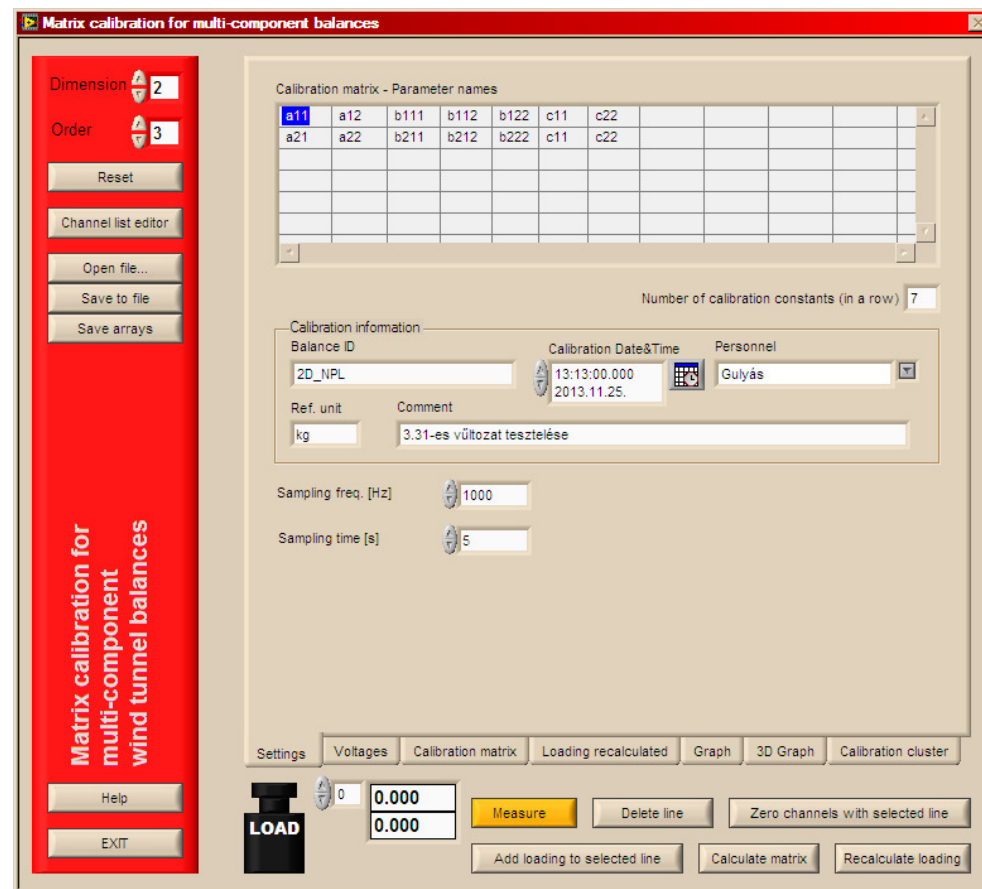 Matrix calibration for multi-component balances
Dimension 2
Order 3
Reset
Channel list editor
Open file...
Save to file
Save arrays
Matrix calibration for
multi-component
wind tunnel balances
Help
EXIT
Calibration matrix - Parameter names
a11 a12 b111 b112 b122 c11 c22
a21 a22 b211 b212 b222 c11 c22
Number of calibration constants (in a row) 7
Calibration information
Balance ID Calibration Date&Time Personnel
2D_NPL 13:13:00.000 Gulyás
2013.11.25.
Ref. unit Comment
kg 3.31-es vűltozat tesztelése
Sampling freq. [Hz] 1000
Sampling time [s] 5
Settings Voltages Calibration matrix Loading recalculated Graph 3D Graph Calibration cluster
LOAD 0 0.000
0.000
Measure Delete line Zero channels with selected line
Add loading to selected line Calculate matrix Recalculate loading